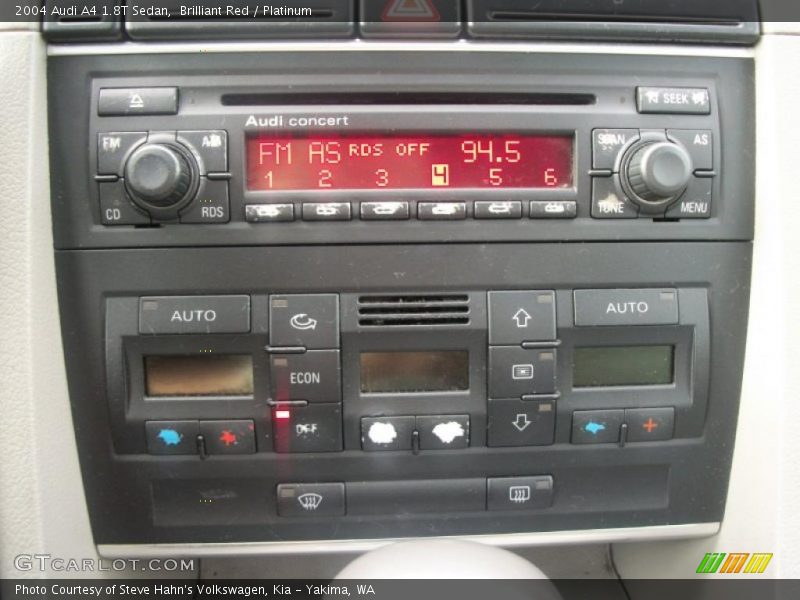 2004 Audi A4 1.8T Sedan,  Brilliant Red / Platinum
Audi concert
SEEK
FM
CD
RDS
FM AS RDS OFF 94.5
1 2 3 4 5 6
SCAN
AS
TUNE
MENU
AUTO
AUTO
ECON
OFF
GTCARLOT.COM
Photo Courtesy of Steve Hahn's Volkswagen, Kia - Yakima, WA